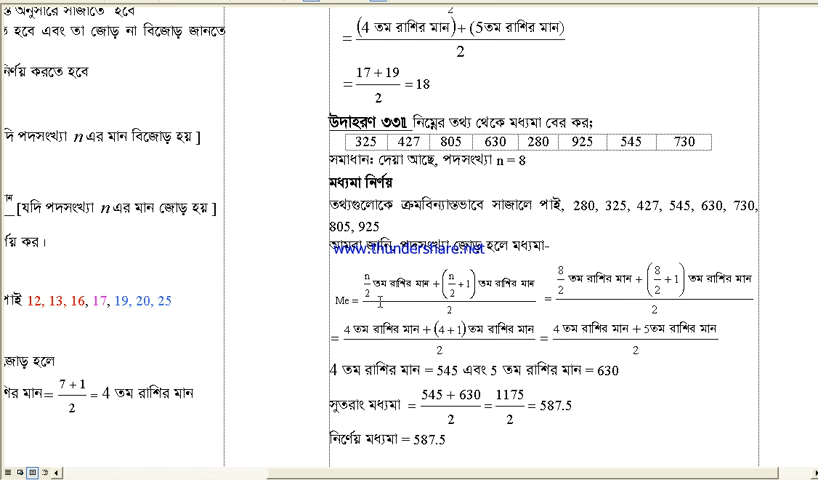 অনুসারে সাজাতে হবে
হবে এবং তা জোড় না বিজোড় জানতে
নির্ণয় করতে হবে
পদসংখ্যা n এর মান বিজোড় হয় ]
[যদি পদসংখ্যা n এর মান জোড় হয় ]
কর।
12, 13, 16, 17, 19, 20, 25
জোড় হলে
রাশির মান= (7 + 1)/2 = 4 তম রাশির মান
2
= ((4 তম রাশির মান)+(5তম রাশির মান))/2
= (17 + 19)/2 = 18
উদাহরণ ৩৩॥ নিম্নের তথ্য থেকে মধ্যমা বের কর;
325 427 805 630 280 925 545 730
সমাধান: দেয়া আছে, পদসংখ্যা n = 8
মধ্যমা নির্ণয়
তথ্যগুলোকে ক্রমবিন্যাস্তভাবে সাজালে পাই, 280, 325, 427, 545, 630, 730,
805, 925
আমরা জানি, পদসংখ্যা জোড় হলে মধ্যমা-
www.thundershare.net
Me = (n/2 তম রাশির মান + (n/2 + 1) তম রাশির মান)/2 = (8/2 তম রাশির মান + (8/2 + 1) তম রাশির মান)/2
= (4 তম রাশির মান + (4+1) তম রাশির মান)/2 = (4 তম রাশির মান + 5তম রাশির মান)/2
4 তম রাশির মান = 545 এবং 5 তম রাশির মান = 630
সুতরাং মধ্যমা = (545 + 630)/2 = 1175/2 = 587.5
নির্ণেয় মধ্যমা = 587.5